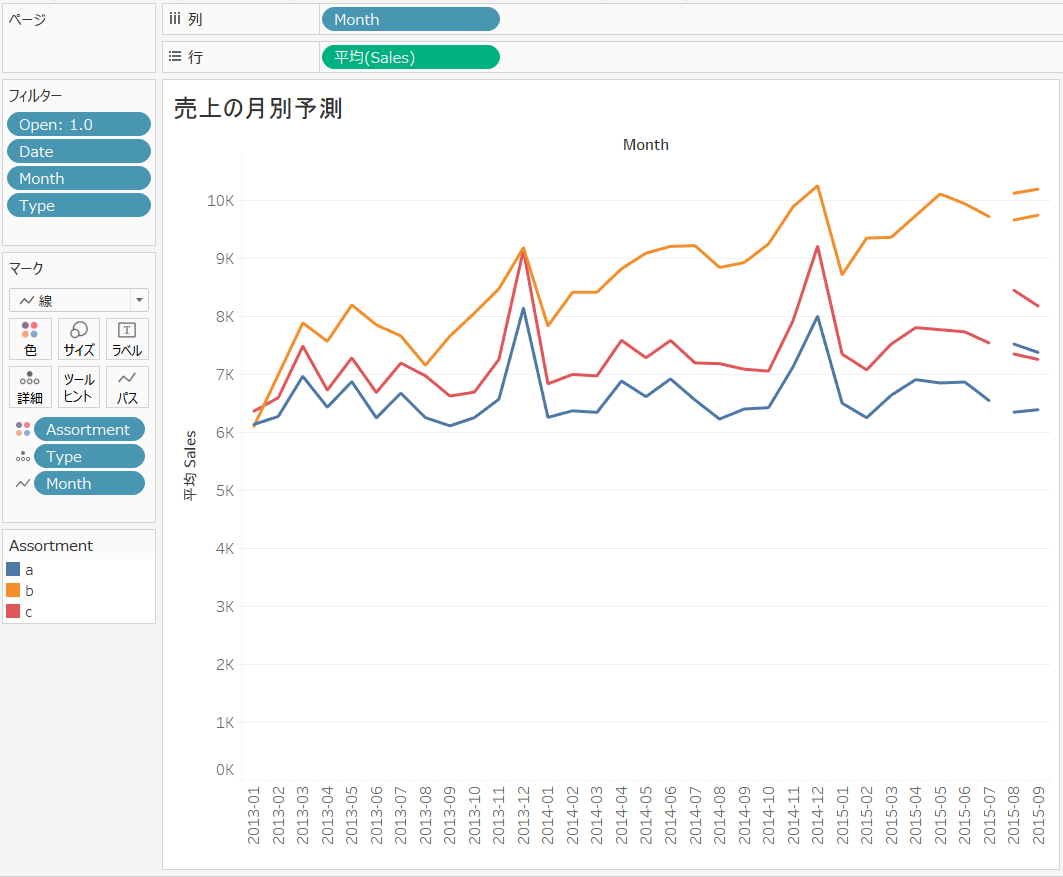 ページ
列
Month
行
平均(Sales)
フィルター
Open: 1.0
Date
Month
Type
マーク
線
色
サイズ
ラベル
詳細
ツール
ヒント
パス
Assortment
Type
Month
Assortment
a
b
c
売上の月別予測
Month
平均 Sales
10K
9K
8K
7K
6K
5K
4K
3K
2K
1K
0K
2013-01
2013-02
2013-03
2013-04
2013-05
2013-06
2013-07
2013-08
2013-09
2013-10
2013-11
2013-12
2014-01
2014-02
2014-03
2014-04
2014-05
2014-06
2014-07
2014-08
2014-09
2014-10
2014-11
2014-12
2015-01
2015-02
2015-03
2015-04
2015-05
2015-06
2015-07
2015-08
2015-09